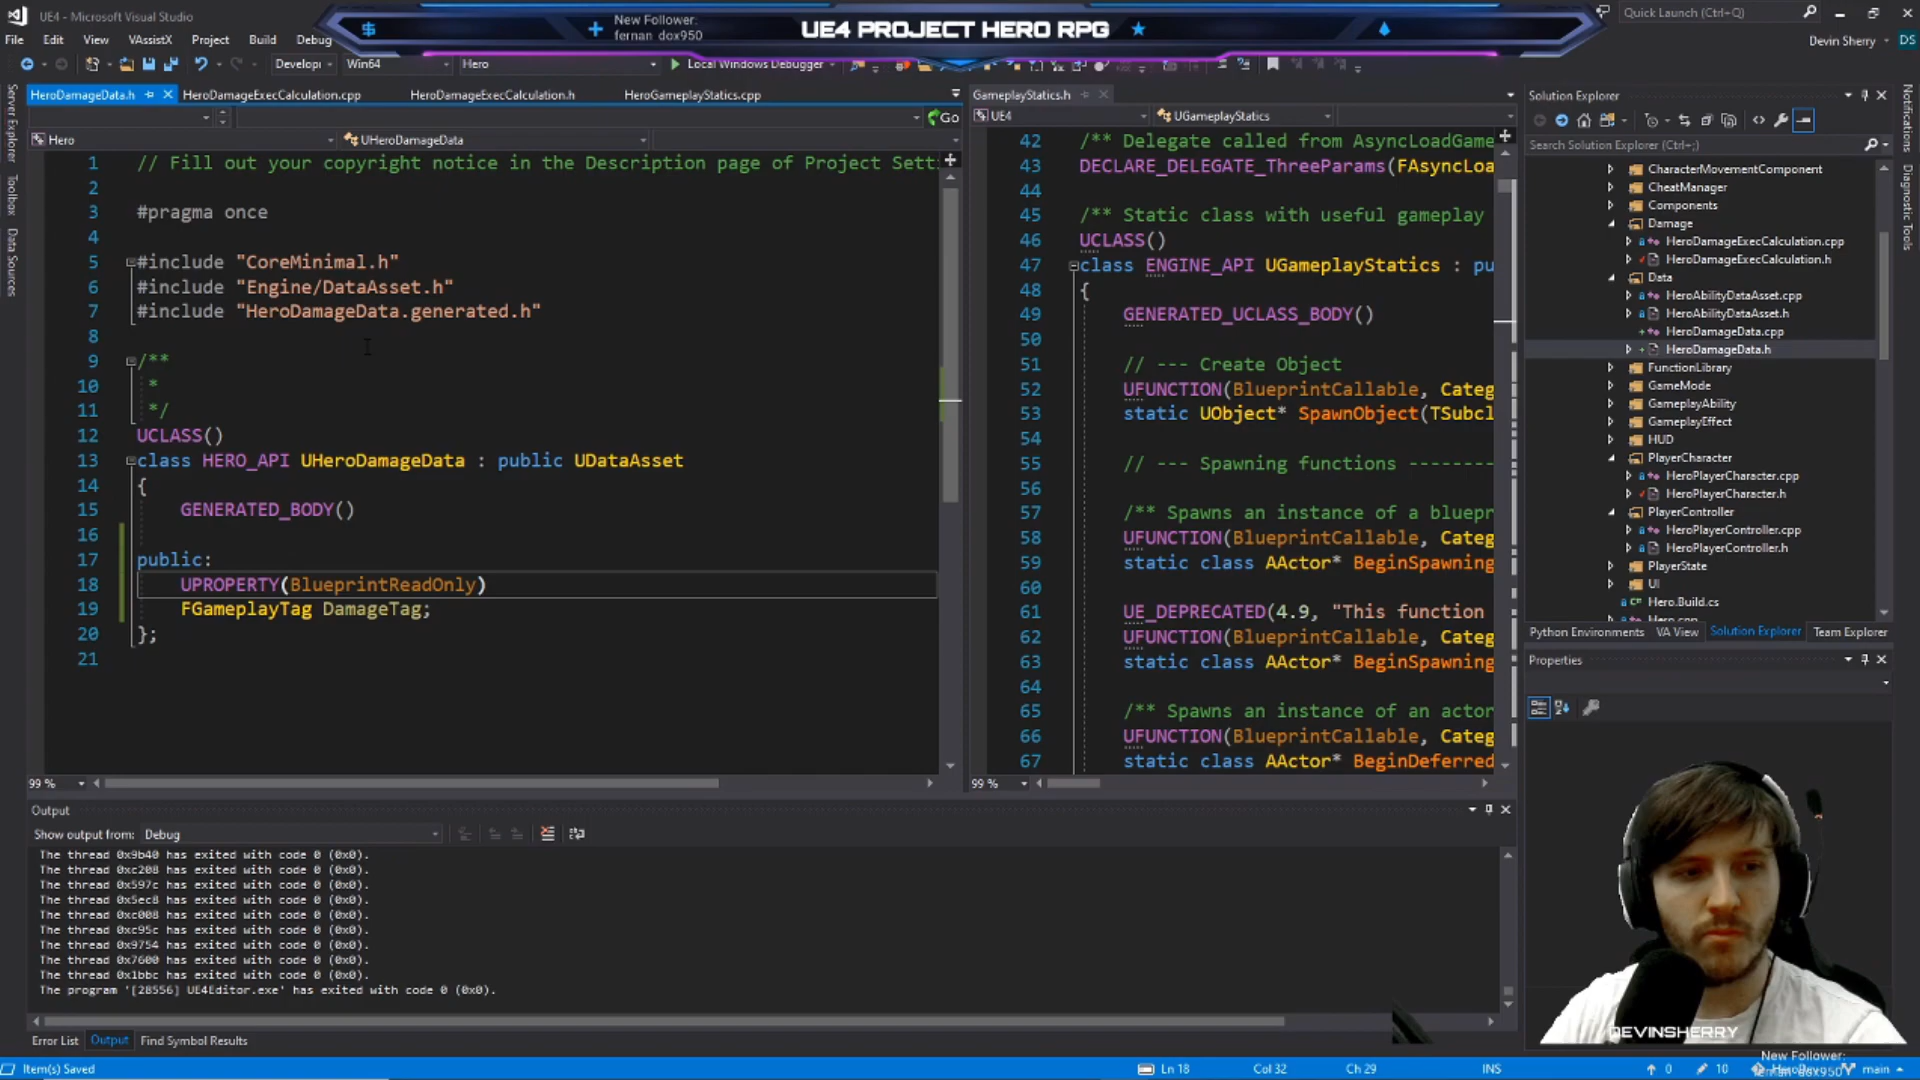 UE4 - Microsoft Visual Studio
New Follower:
fernan_dox950
UE4 PROJECT HERO RPG
Quick Launch (Ctrl+Q)
File Edit View VAssistX Project Build Debug
Devin Sherry DS
Developr Win64 Hero Local Windows Debugger
HeroDamageData.h HeroDamageExecCalculation.cpp HeroDamageExecCalculation.h HeroGameplayStatics.cpp
Go
Hero UHeroDamageData
1 // Fill out your copyright notice in the Description page of Project Sett
2
3 #pragma once
4
5 #include "CoreMinimal.h"
6 #include "Engine/DataAsset.h"
7 #include "HeroDamageData.generated.h"
8
9 /**
10 *
11 */
12 UCLASS()
13 class HERO_API UHeroDamageData : public UDataAsset
14 {
15 GENERATED_BODY()
16
17 public:
18 UPROPERTY(BlueprintReadOnly)
19 FGameplayTag DamageTag;
20 };
21
99 %
GameplayStatics.h
UE4 UGameplayStatics
42 /** Delegate called from AsyncLoadGame
43 DECLARE_DELEGATE_ThreeParams(FAsyncLoa
44
45 /** Static class with useful gameplay
46 UCLASS()
47 class ENGINE_API UGameplayStatics : pu
48 {
49 GENERATED_UCLASS_BODY()
50
51 // --- Create Object
52 UFUNCTION(BlueprintCallable, Categ
53 static UObject* SpawnObject(TSubcl
54
55 // --- Spawning functions --------
56
57 /** Spawns an instance of a bluepr
58 UFUNCTION(BlueprintCallable, Categ
59 static class AActor* BeginSpawning
60
61 UE_DEPRECATED(4.9, "This function
62 UFUNCTION(BlueprintCallable, Categ
63 static class AActor* BeginSpawning
64
65 /** Spawns an instance of an actor
66 UFUNCTION(BlueprintCallable, Categ
67 static class AActor* BeginDeferred
99 %
Solution Explorer
Search Solution Explorer (Ctrl+;)
CharacterMovementComponent
CheatManager
Components
Damage
HeroDamageExecCalculation.cpp
HeroDamageExecCalculation.h
Data
HeroAbilityDataAsset.cpp
HeroAbilityDataAsset.h
HeroDamageData.cpp
HeroDamageData.h
FunctionLibrary
GameMode
GameplayAbility
GameplayEffect
HUD
PlayerCharacter
HeroPlayerCharacter.cpp
HeroPlayerCharacter.h
PlayerController
HeroPlayerController.cpp
HeroPlayerController.h
PlayerState
UI
Hero.Build.cs
Python Environments VA View Solution Explorer Team Explorer
Properties
Server Explorer
Toolbox
Data Sources
Notifications
Diagnostic Tools
Output
Show output from: Debug
The thread 0x9b40 has exited with code 0 (0x0).
The thread 0xc208 has exited with code 0 (0x0).
The thread 0x597c has exited with code 0 (0x0).
The thread 0x5ec8 has exited with code 0 (0x0).
The thread 0xc008 has exited with code 0 (0x0).
The thread 0xc95c has exited with code 0 (0x0).
The thread 0x9754 has exited with code 0 (0x0).
The thread 0x7600 has exited with code 0 (0x0).
The thread 0x1bbc has exited with code 0 (0x0).
The program '[28556] UE4Editor.exe' has exited with code 0 (0x0).
Error List Output Find Symbol Results
DEVINSHERRY
New Follower:
Item(s) Saved Ln 18 Col 32 Ch 29 INS 0 10 main